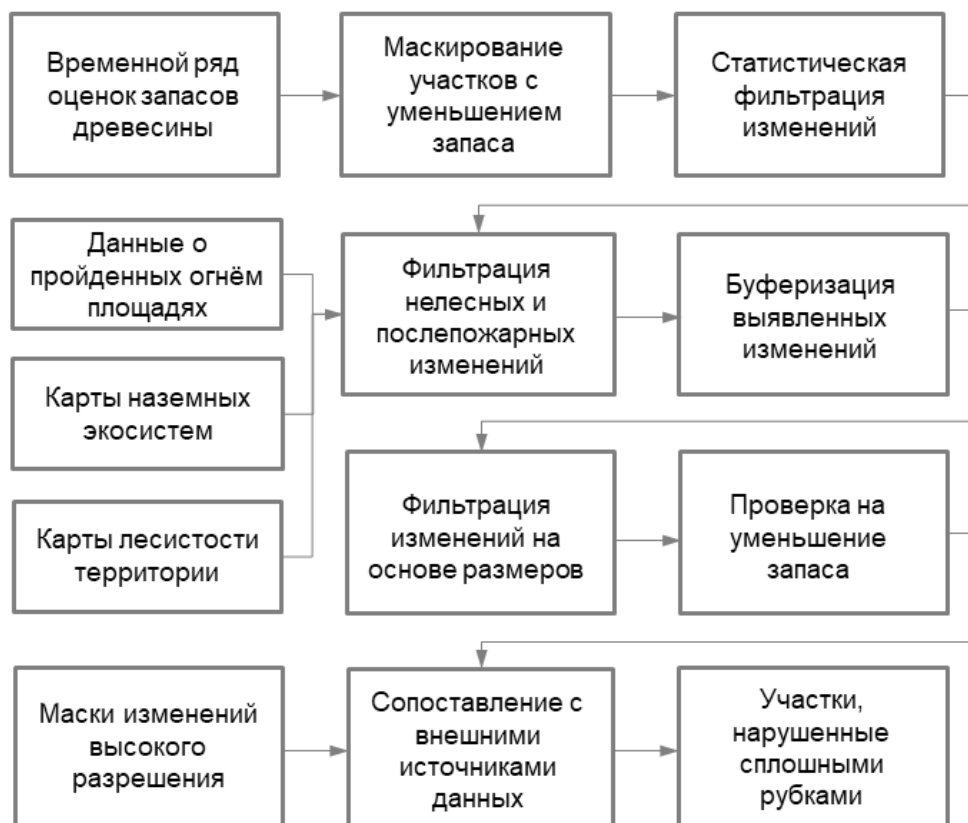 Временной ряд
оценок запасов
древесины
Маскирование
участков с
уменьшением
запаса
Статистическая
фильтрация
изменений
Данные о
пройденных огнём
площадях
Карты наземных
экосистем
Карты лесистости
территории
Фильтрация
нелесных и
послепожарных
изменений
Буферизация
выявленных
изменений
Фильтрация
изменений на
основе размеров
Проверка на
уменьшение
запаса
Маски изменений
высокого
разрешения
Сопоставление с
внешними
источниками
данных
Участки,
нарушенные
сплошными
рубками